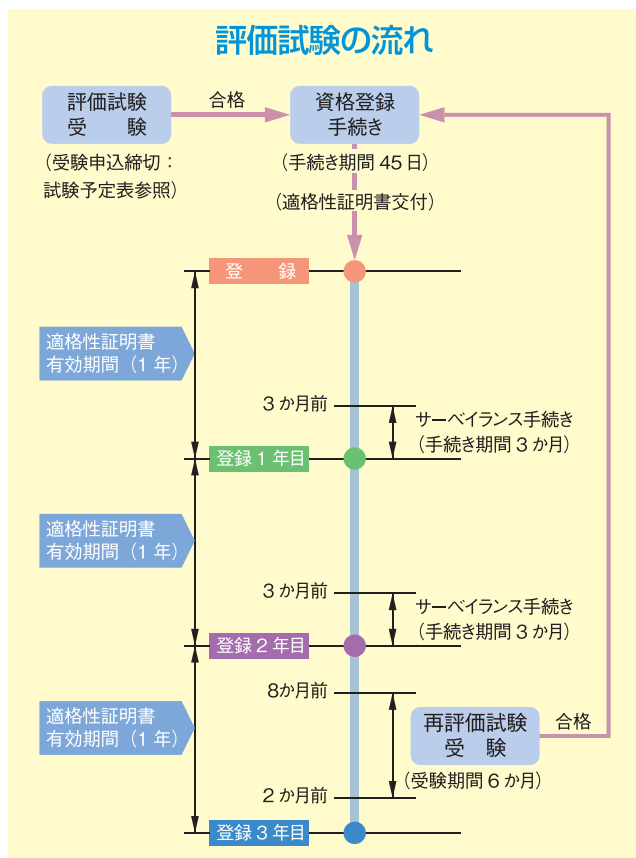 評価試験の流れ
評価試験
受　　験
合格
資格登録
手続き
（受験申込締切：
試験予定表参照）
（手続き期間 45 日）
（適格性証明書交付）
登　　録
適格性証明書
有効期間（1 年）
3 か月前
サーベイランス手続き
（手続き期間 3 か月）
登録 1 年目
適格性証明書
有効期間（1 年）
3 か月前
サーベイランス手続き
（手続き期間 3 か月）
登録 2 年目
8か月前
適格性証明書
有効期間（1 年）
再評価試験
受　験
合格
（受験期間 6 か月）
2 か月前
登録 3 年目